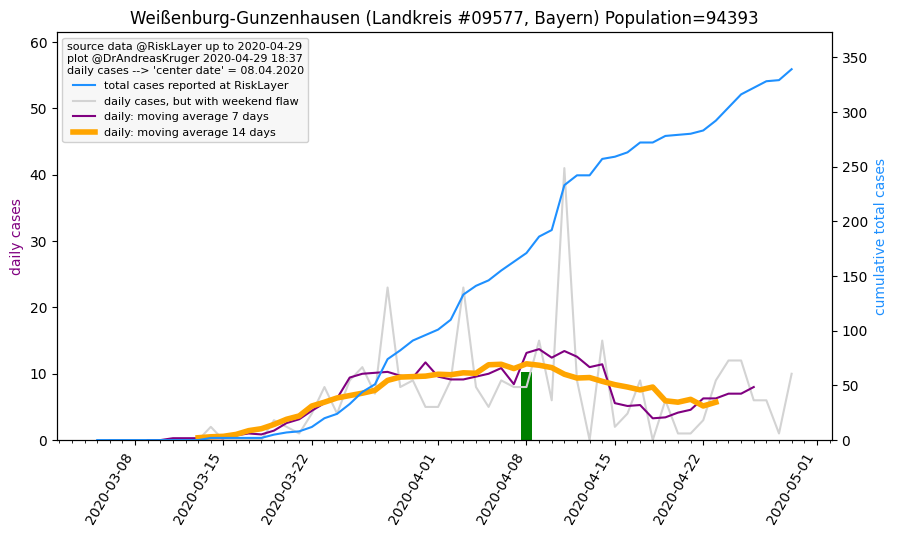 Weißenburg-Gunzenhausen (Landkreis #09577, Bayern) Population=94393
source data @RiskLayer up to 2020-04-29
plot @DrAndreasKruger 2020-04-29 18:37
daily cases --> 'center date' = 08.04.2020
total cases reported at RiskLayer
daily cases, but with weekend flaw
daily: moving average 7 days
daily: moving average 14 days
daily cases
60
50
40
30
20
10
0
cumulative total cases
350
300
250
200
150
100
50
0
2020-03-08
2020-03-15
2020-03-22
2020-04-01
2020-04-08
2020-04-15
2020-04-22
2020-05-01